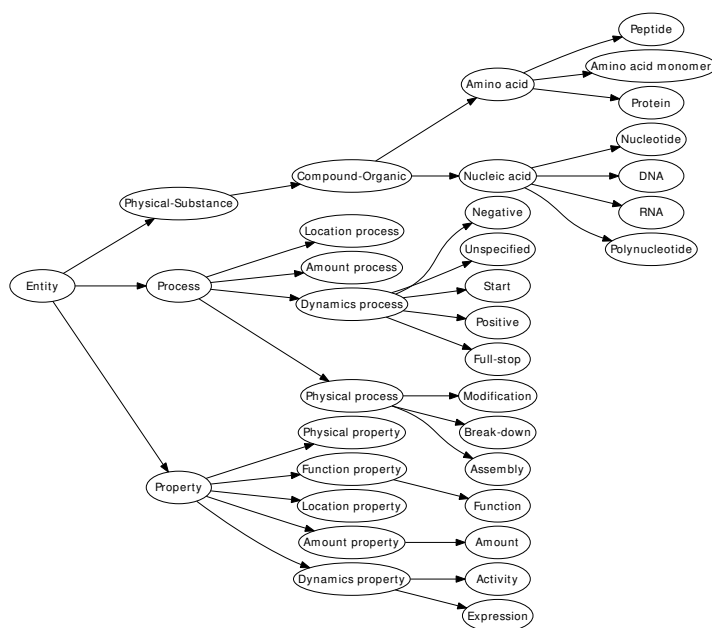 Peptide
Amino acid monomer
Amino acid
Protein
Nucleotide
Compound-Organic
Nucleic acid
DNA
Physical-Substance
Negative
RNA
Location process
Unspecified
Polynucleotide
Amount process
Entity
Process
Start
Dynamics process
Positive
Full-stop
Physical process
Modification
Physical property
Break-down
Function property
Assembly
Property
Location property
Function
Amount property
Amount
Dynamics property
Activity
Expression